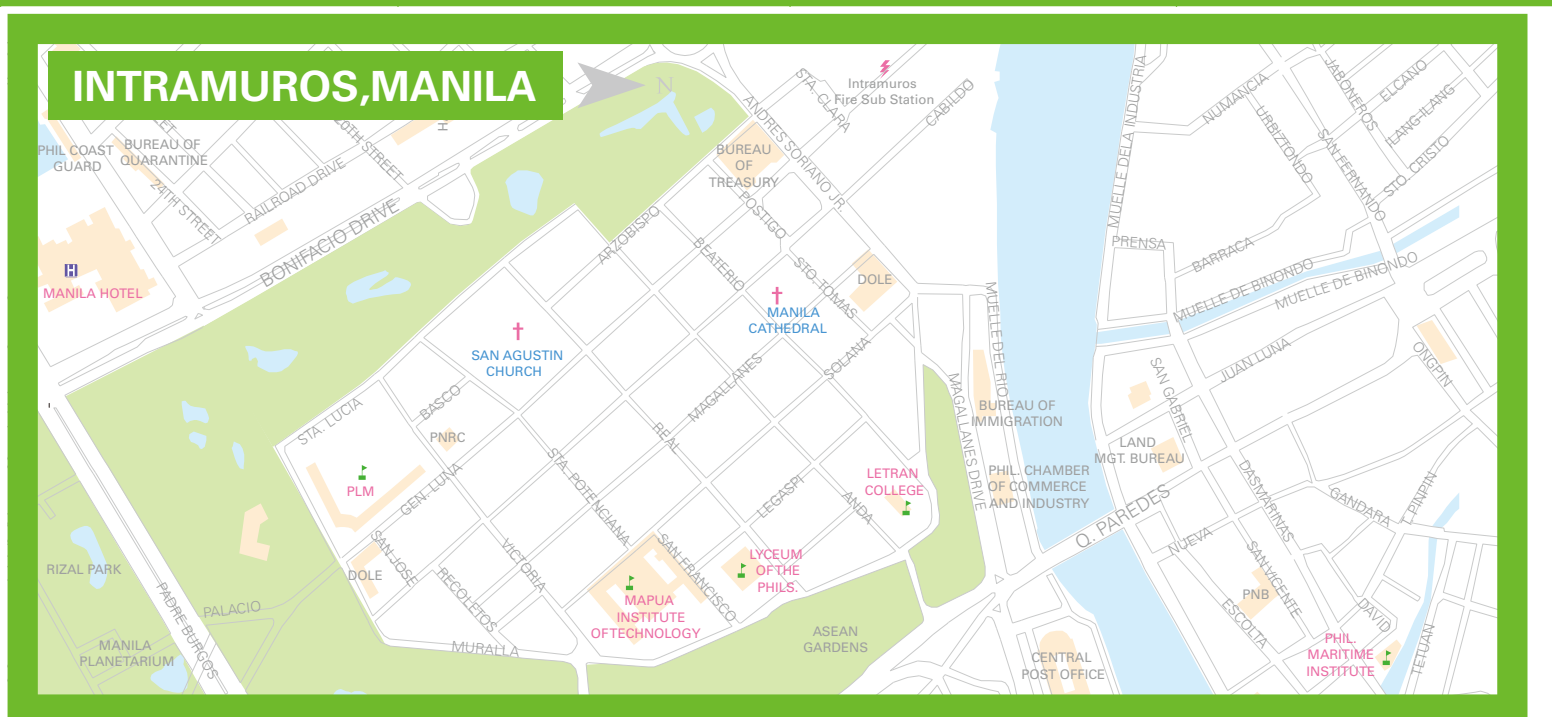 INTRAMUROS,MANILA
N
Intramuros
Fire Sub Station
STA. CLARA
CABILDO
ANDRES SORIANO JR.
MUELLE DELA INDUSTRIA
NUMANCIA
URBIZTONDO
JABONEROS
ELCANO
ILANG-ILANG
SAN FERNANDO
STO. CRISTO
PHIL COAST
GUARD
BUREAU OF
QUARANTINE
20TH STREET
24TH STREET
RAILROAD DRIVE
BONIFACIO DRIVE
BUREAU
OF
TREASURY
POSTIGO
ARZOBISPO
BEATERIO
STO. TOMAS
DOLE
PRENSA
BARRACA
MUELLE DE BINONDO
MUELLE DE BINONDO
H
MANILA HOTEL
MANILA
CATHEDRAL
SAN AGUSTIN
CHURCH
SOLANA
MAGALLANES
MUELLE DEL RIO
MAGALLANES DRIVE
BUREAU OF
IMMIGRATION
JUAN LUNA
ONGPIN
SAN GABRIEL
STA. LUCIA
BASCO
PNRC
REAL
LAND
MGT. BUREAU
DASMARINAS
PLM
GEN. LUNA
STA. POTENCIANA
LEGASPI
ANDA
LETRAN
COLLEGE
PHIL. CHAMBER
OF COMMERCE
AND INDUSTRY
Q. PAREDES
GANDARA
PINPIN
NUEVA
RIZAL PARK
DOLE
SAN JOSE
RECOLETOS
VICTORIA
SAN FRANCISCO
LYCEUM
OF THE
PHILS.
MAPUA
INSTITUTE
OF TECHNOLOGY
PALACIO
PADRE BURGOS
MURALLA
ASEAN
GARDENS
MANILA
PLANETARIUM
CENTRAL
POST OFFICE
SAN VICENTE
PNB
ESCOLTA
DAVID
PHIL.
MARITIME
INSTITUTE
TETUAN